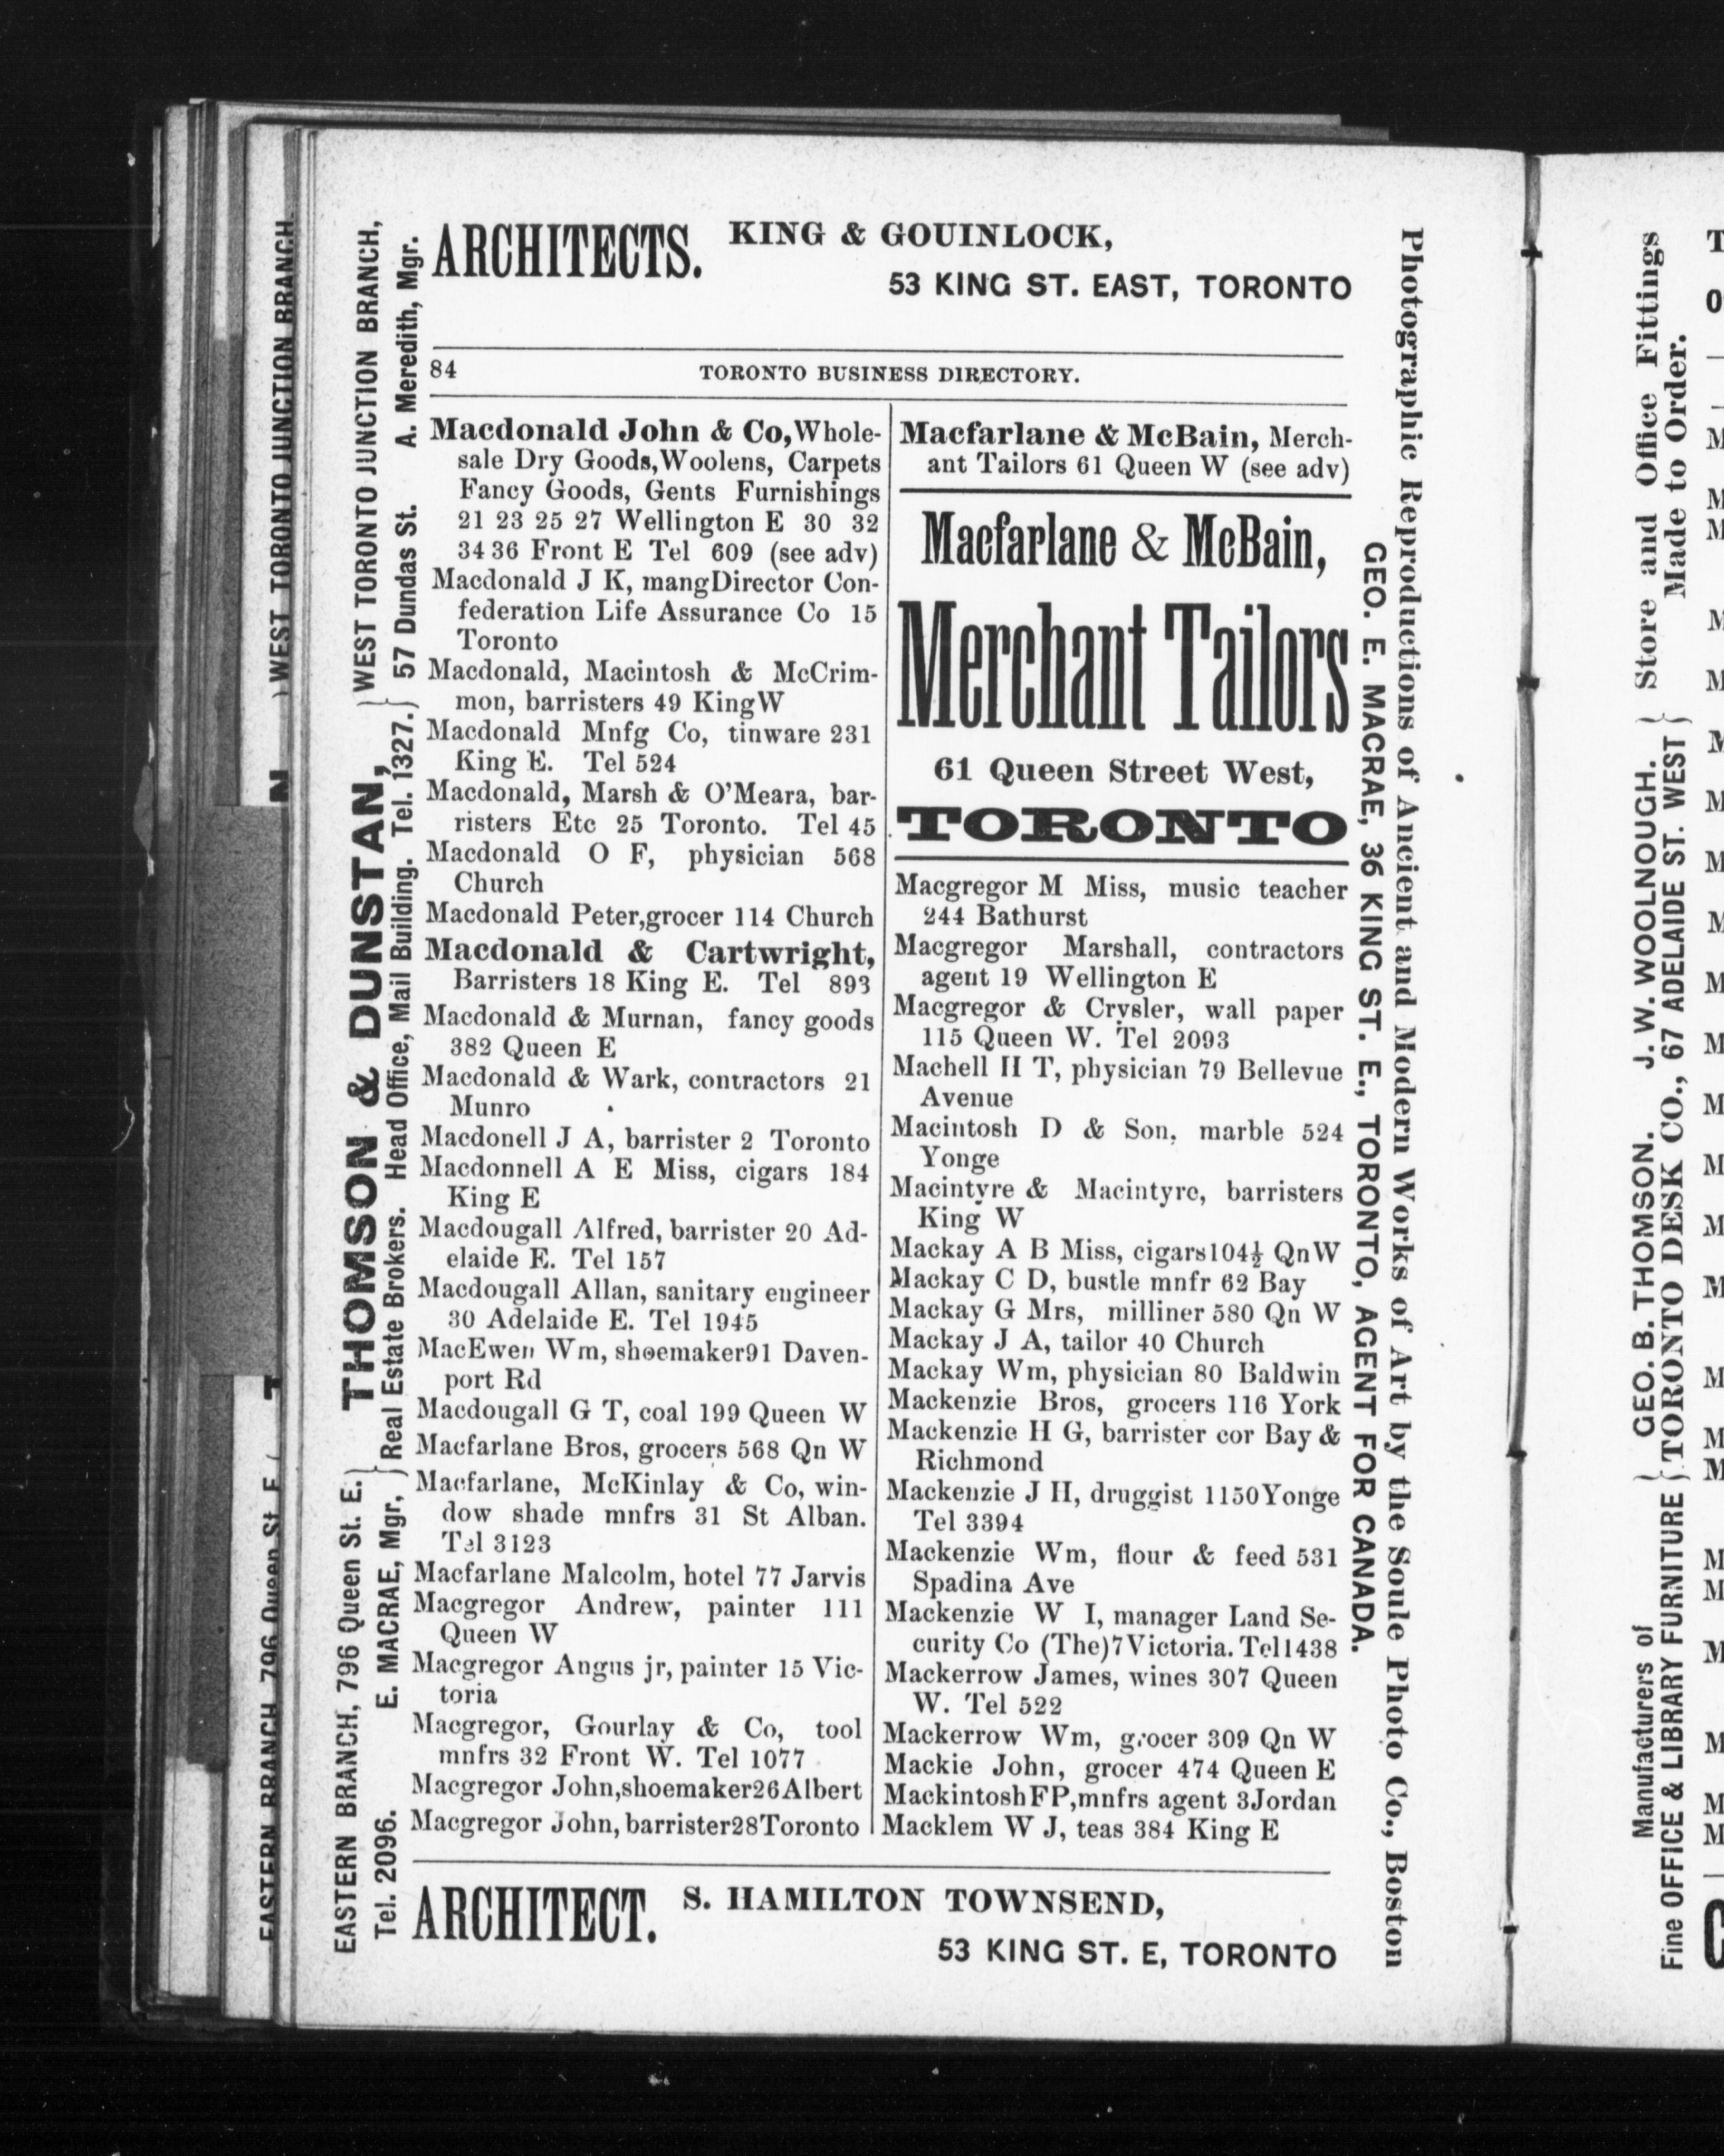 ARCHITECTS. KING & GOUINLOCK,
53 KING ST. EAST, TORONTO
84 TORONTO BUSINESS DIRECTORY.
Macdonald John & Co, Whole-
sale Dry Goods, Woolens, Carpets
Fancy Goods, Gents Furnishings
21 23 25 27 Wellington E 30 32
34 36 Front E Tel 609 (see adv)
Macdonald J K, mang Director Con-
federation Life Assurance Co 15
Toronto
Macdonald, Macintosh & McCrim-
mon, barristers 49 King W
Macdonald Mnfg Co, tinware 231
King E. Tel 524
Macdonald, Marsh & O'Meara, bar-
risters Etc 25 Toronto. Tel 45
Macdonald O F, physician 568
Church
Macdonald Peter, grocer 114 Church
Macdonald & Cartwright,
Barristers 18 King E. Tel 893
Macdonald & Murnan, fancy goods
382 Queen E
Macdonald & Wark, contractors 21
Munro
Macdonell J A, barrister 2 Toronto
Macdonnell A E Miss, cigars 184
King E
Macdougall Alfred, barrister 20 Ad-
elaide E. Tel 157
Macdougall Allan, sanitary engineer
30 Adelaide E. Tel 1945
MacEwen Wm, shoemaker 91 Daven-
port Rd
Macdougall G T, coal 199 Queen W
Macfarlane Bros, grocers 568 Qn W
Macfarlane, McKinlay & Co, win-
dow shade mnfrs 31 St Alban.
Tel 3123
Macfarlane Malcolm, hotel 77 Jarvis
Macgregor Andrew, painter 111
Queen W
Macgregor Angus jr, painter 15 Vic-
toria
Macgregor, Gourlay & Co, tool
mnfrs 32 Front W. Tel 1077
Macgregor John, shoemaker 26 Albert
Macgregor John, barrister 28 Toronto
Macfarlane & McBain, Merch-
ant Tailors 61 Queen W (see adv)
Macfarlane & McBain,
Merchant Tailors
61 Queen Street West,
TORONTO
Macgregor M Miss, music teacher
244 Bathurst
Macgregor Marshall, contractors
agent 19 Wellington E
Macgregor & Crysler, wall paper
115 Queen W. Tel 2093
Machell H T, physician 79 Bellevue
Avenue
Macintosh D & Son, marble 524
Yonge
Macintyre & Macintyre, barristers
King W
Mackay A B Miss, cigars 104½ Qn W
Mackay C D, bustle mnfr 62 Bay
Mackay G Mrs, milliner 580 Qn W
Mackay J A, tailor 40 Church
Mackay Wm, physician 80 Baldwin
Mackenzie Bros, grocers 116 York
Mackenzie H G, barrister cor Bay &
Richmond
Mackenzie J H, druggist 1150 Yonge
Tel 3394
Mackenzie Wm, flour & feed 531
Spadina Ave
Mackenzie W I, manager Land Se-
curity Co (The) 7 Victoria. Tel 1438
Mackerrow James, wines 307 Queen
W. Tel 522
Mackerrow Wm, grocer 309 Qn W
Mackie John, grocer 474 Queen E
Mackintosh F P, mnfrs agent 3 Jordan
Macklem W J, teas 384 King E
ARCHITECT. S. HAMILTON TOWNSEND,
53 KING ST. E, TORONTO
EASTERN BRANCH, 796 Queen St. E. } THOMSON & DUNSTAN, } WEST TORONTO JUNCTION BRANCH,
Tel. 2096. E. MACRAE, Mgr, } Real Estate Brokers. Head Office, Mail Building. Tel. 1327. } 57 Dundas St. A. Meredith, Mgr.
Photographic Reproductions of Ancient and Modern Works of Art by the Soule Photo Co., Boston
GEO. E. MACRAE, 36 KING ST. E., TORONTO, AGENT FOR CANADA.
EASTERN BRANCH 796 Queen St. E
WEST TORONTO JUNCTION BRANCH.
Manufacturers of } GEO. B. THOMSON. J. W. WOOLNOUGH. } Store and Office Fittings
Fine OFFICE & LIBRARY FURNITURE } TORONTO DESK CO., 67 ADELAIDE ST. WEST { Made to Order.